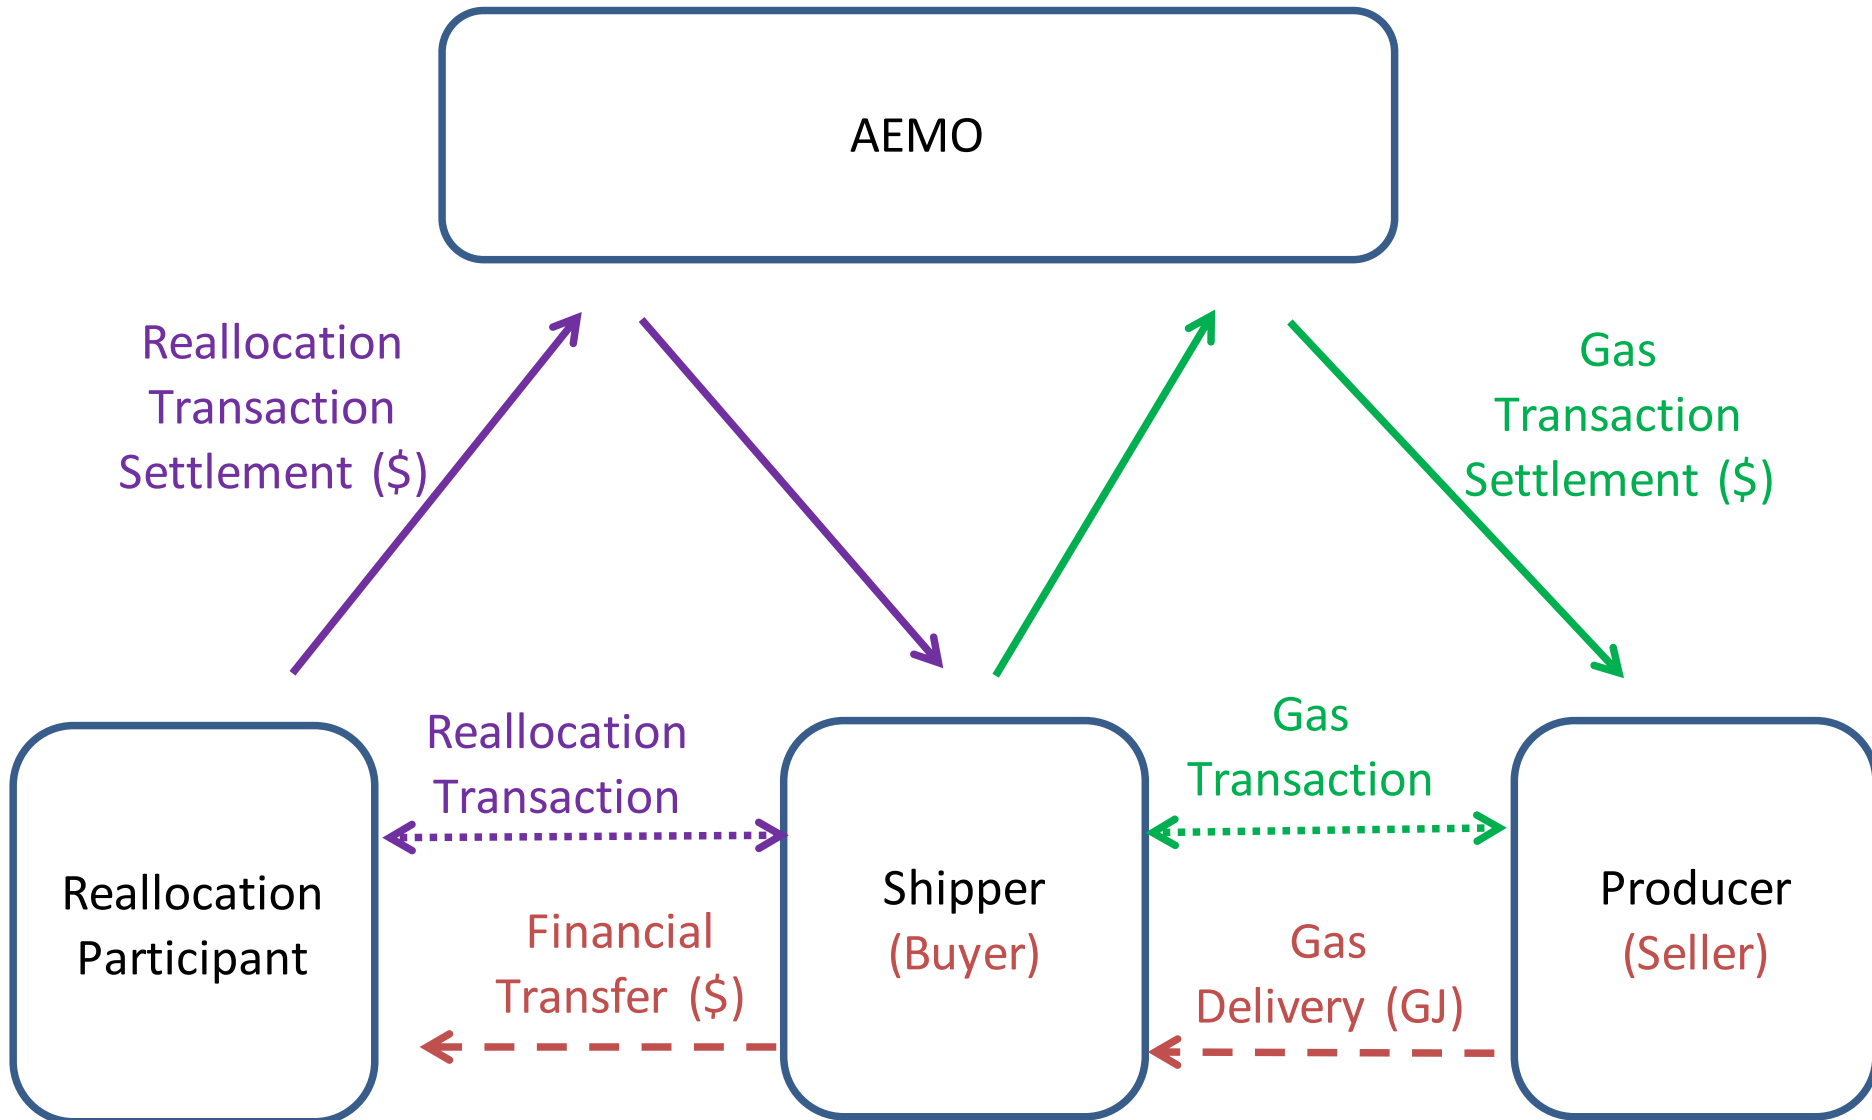 AEMO
Reallocation
Transaction
Settlement ($)
Gas
Transaction
Settlement ($)
Reallocation
Transaction
Gas
Transaction
Reallocation
Participant
Financial
Transfer ($)
Shipper
(Buyer)
Gas
Delivery (GJ)
Producer
(Seller)